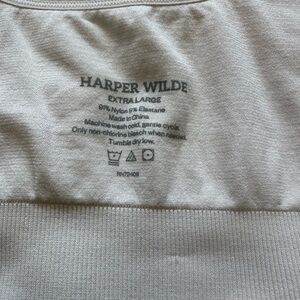 HARPER WILDE
EXTRA LARGE
91% Nylon 9% Elastane
Made in China
Machine wash cold, gentle cycle.
Only non-chlorine bleach when needed.
Tumble dry low.